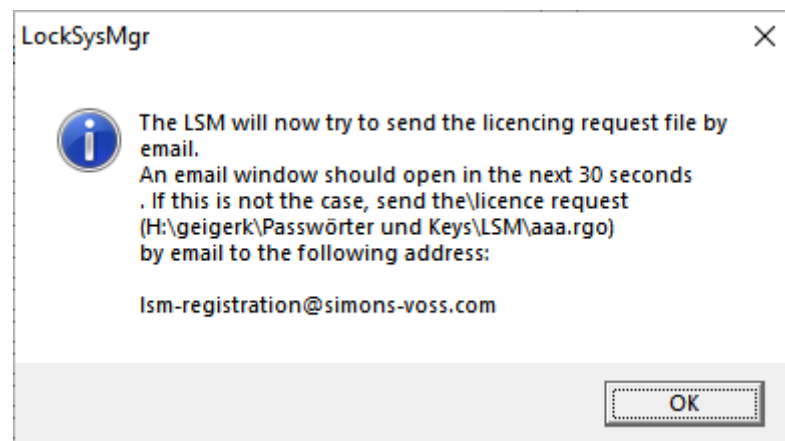 LockSysMgr
The LSM will now try to send the licencing request file by
email.
An email window should open in the next 30 seconds
. If this is not the case, send the\licence request
(H:\geigerk\Passwörter und Keys\LSM\aaa.rgo)
by email to the following address:
lsm-registration@simons-voss.com
OK